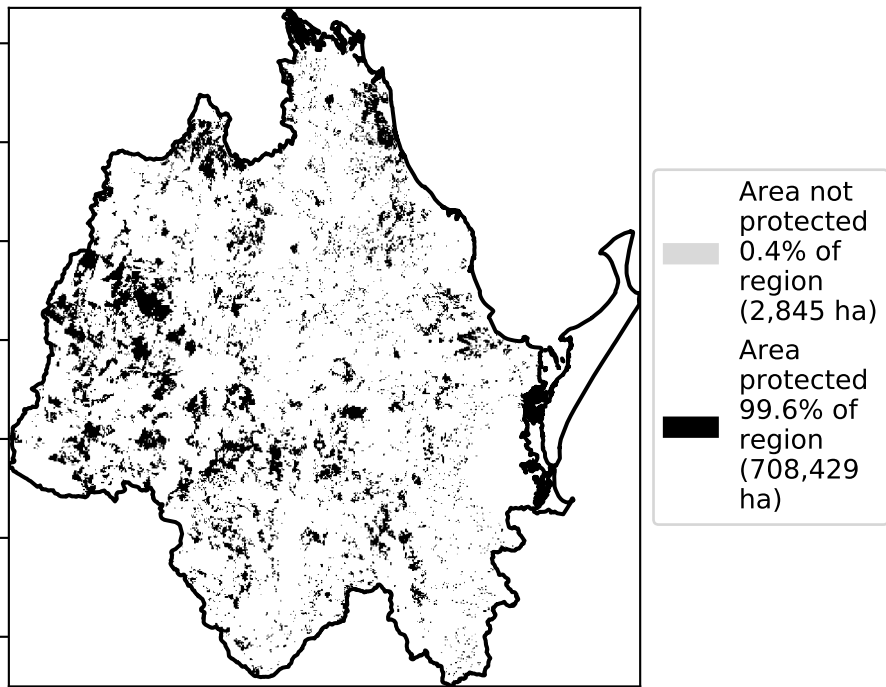 Area not
protected
0.4% of
region
(2,845 ha)
Area
protected
99.6% of
region
(708,429
ha)